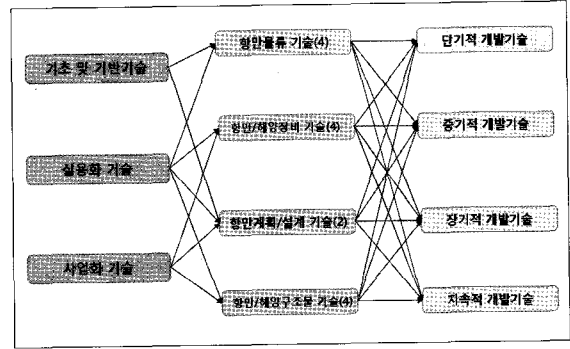 기초 및 기반기술
실용화 기술
사업화 기술
항만물류 기술(4)
항만/해양장비 기술(4)
항만계획/설계 기술(2)
항만/해양구조물 기술(4)
단기적 개발기술
중기적 개발기술
장기적 개발기술
지속적 개발기술